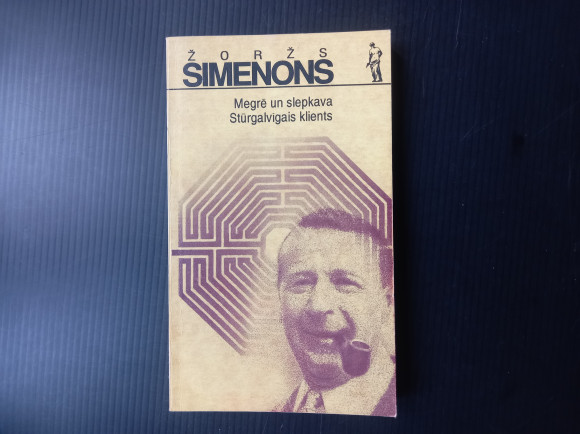 ŽORŽS
SIMENONS
Megrē un slepkava
Stūrgalvīgais klients